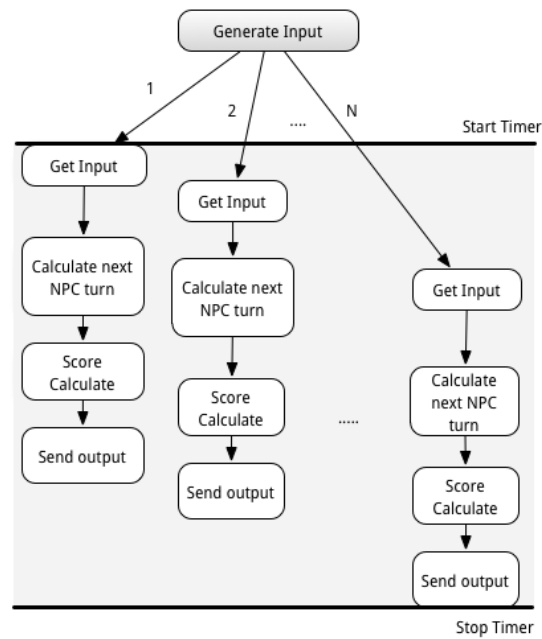 Generate Input
1
2
....
N
Start Timer
Get Input
Calculate next
NPC turn
Score
Calculate
Send output
Get Input
Calculate next
NPC turn
Score
Calculate
Send output
.....
Get Input
Calculate
next NPC
turn
Score
Calculate
Send output
Stop Timer